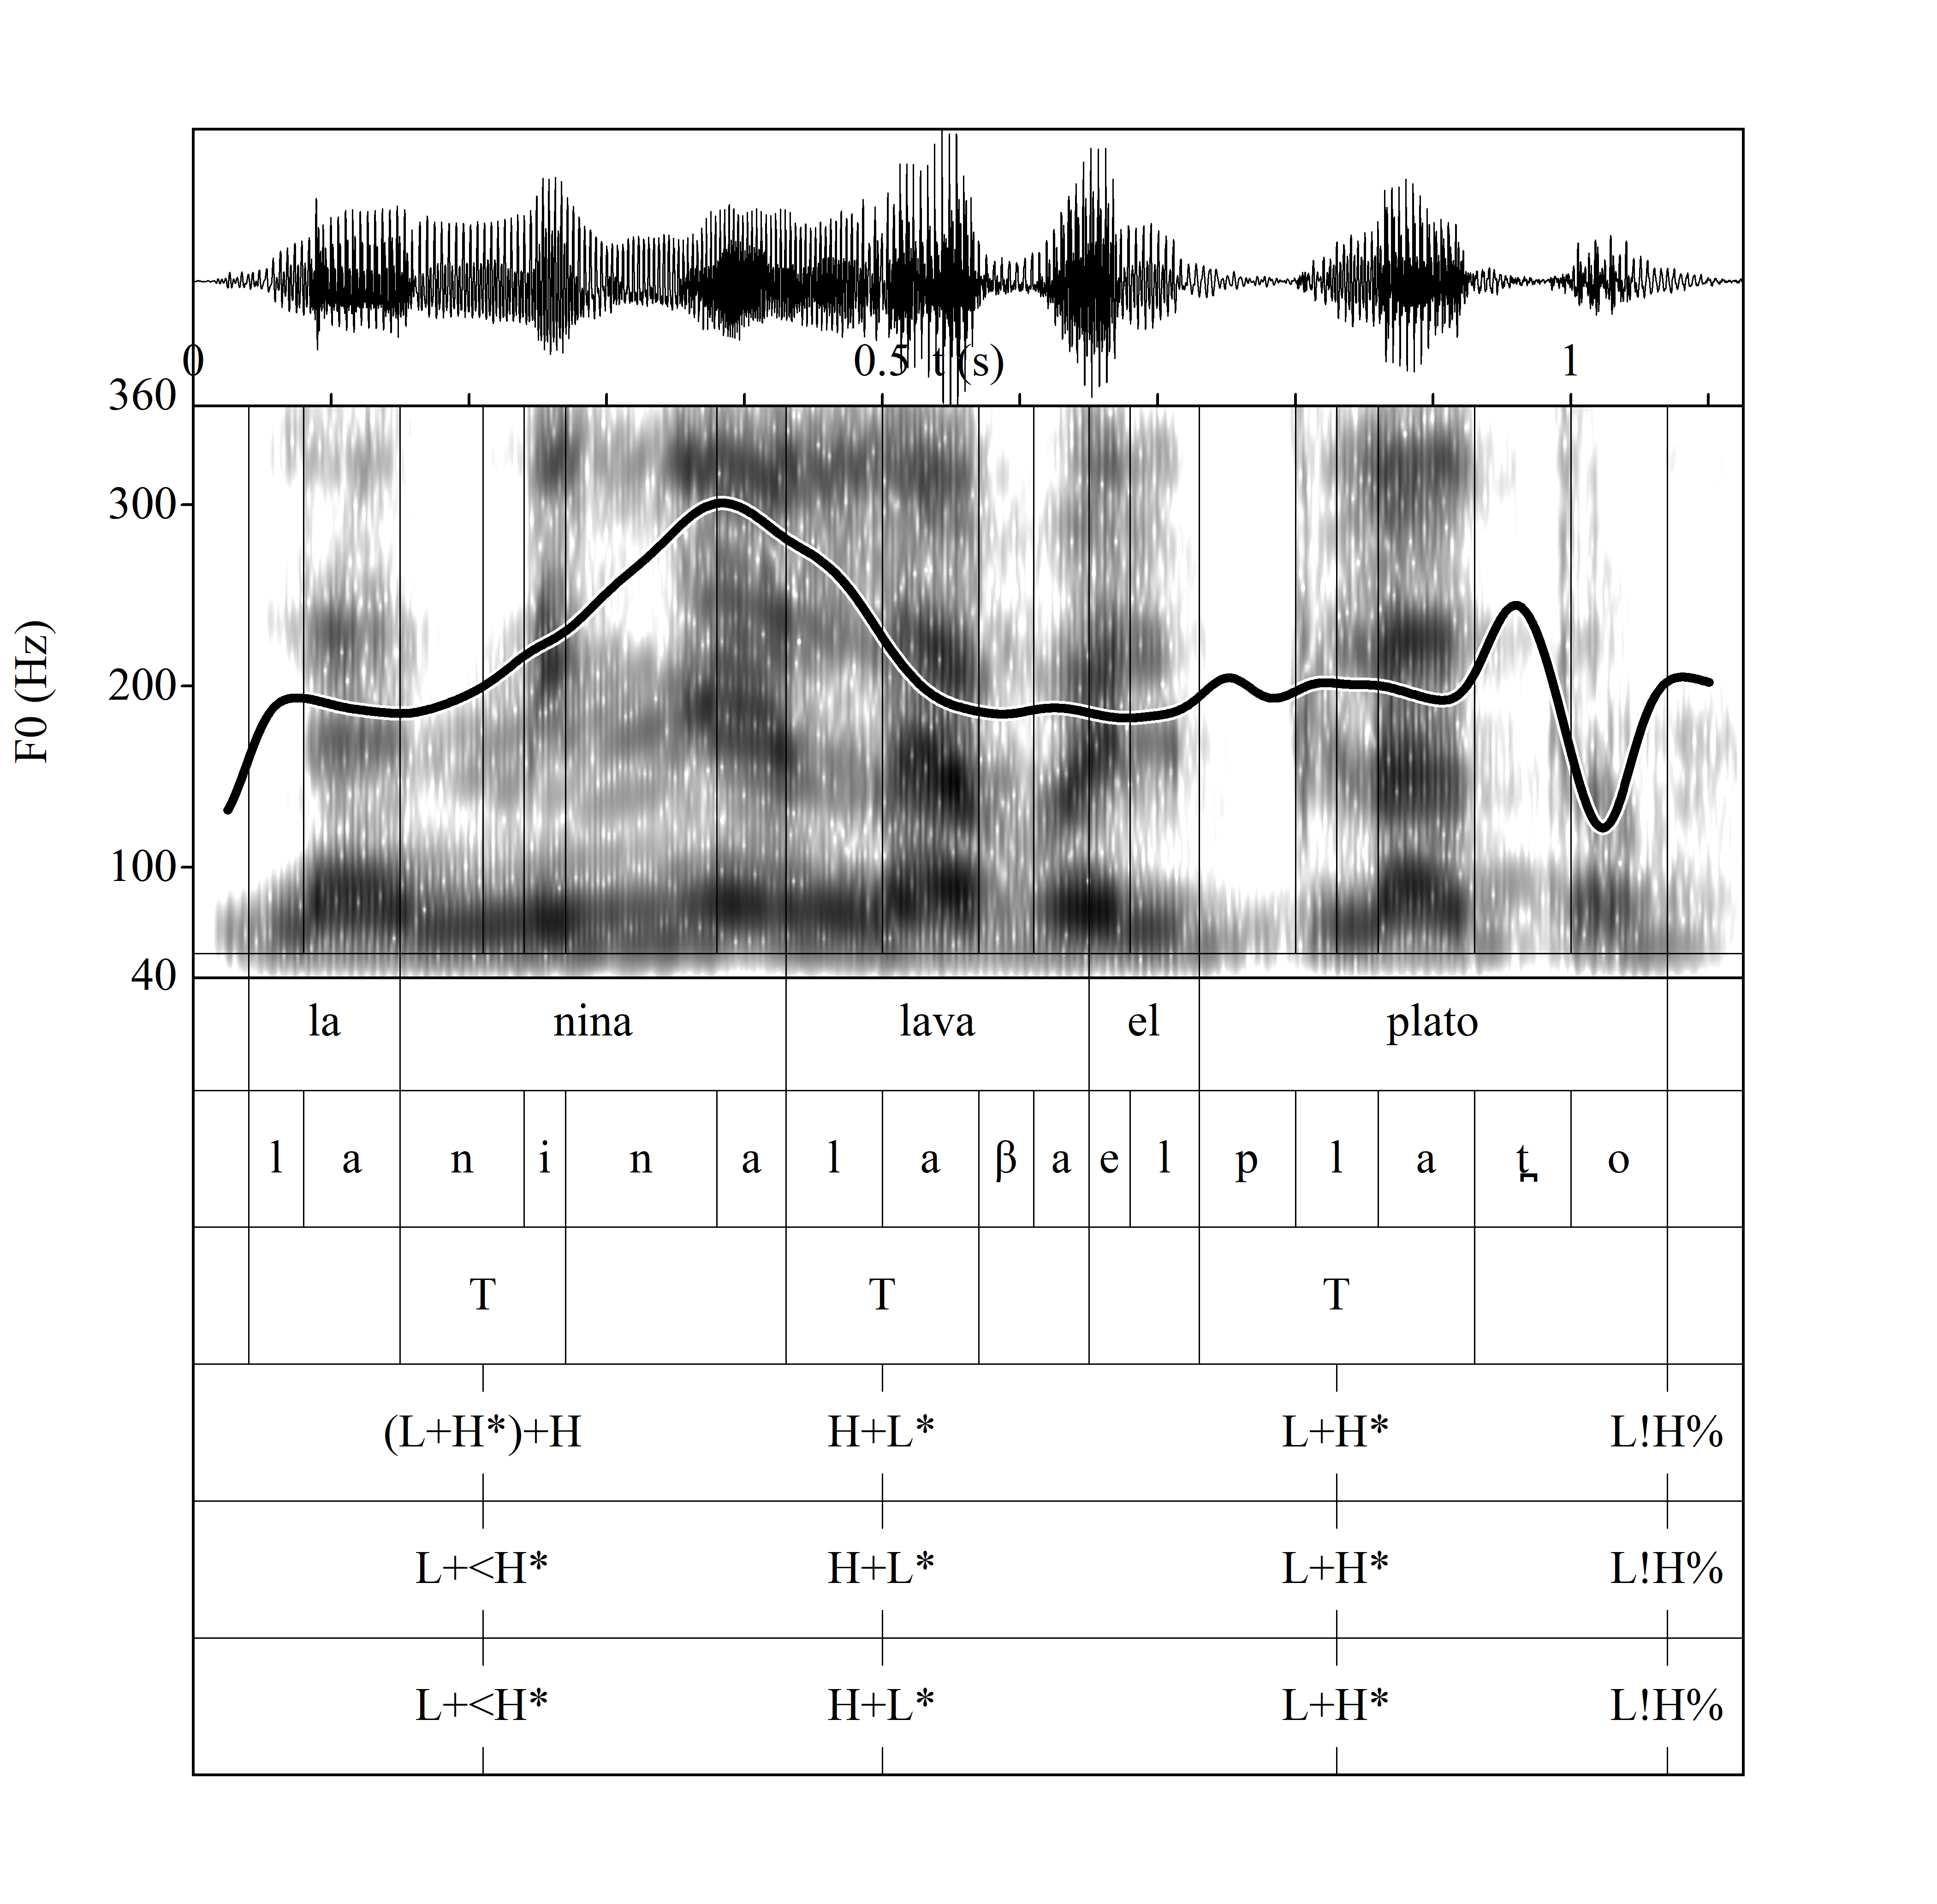 0 0.5 t (s) 1
360
300
200
100
40
F0 (Hz)
la nina lava el plato
l a n i n a l a β a e l p l a t̪ o
T T T
(L+H*)+H H+L* L+H* L!H%
L+<H* H+L* L+H* L!H%
L+<H* H+L* L+H* L!H%